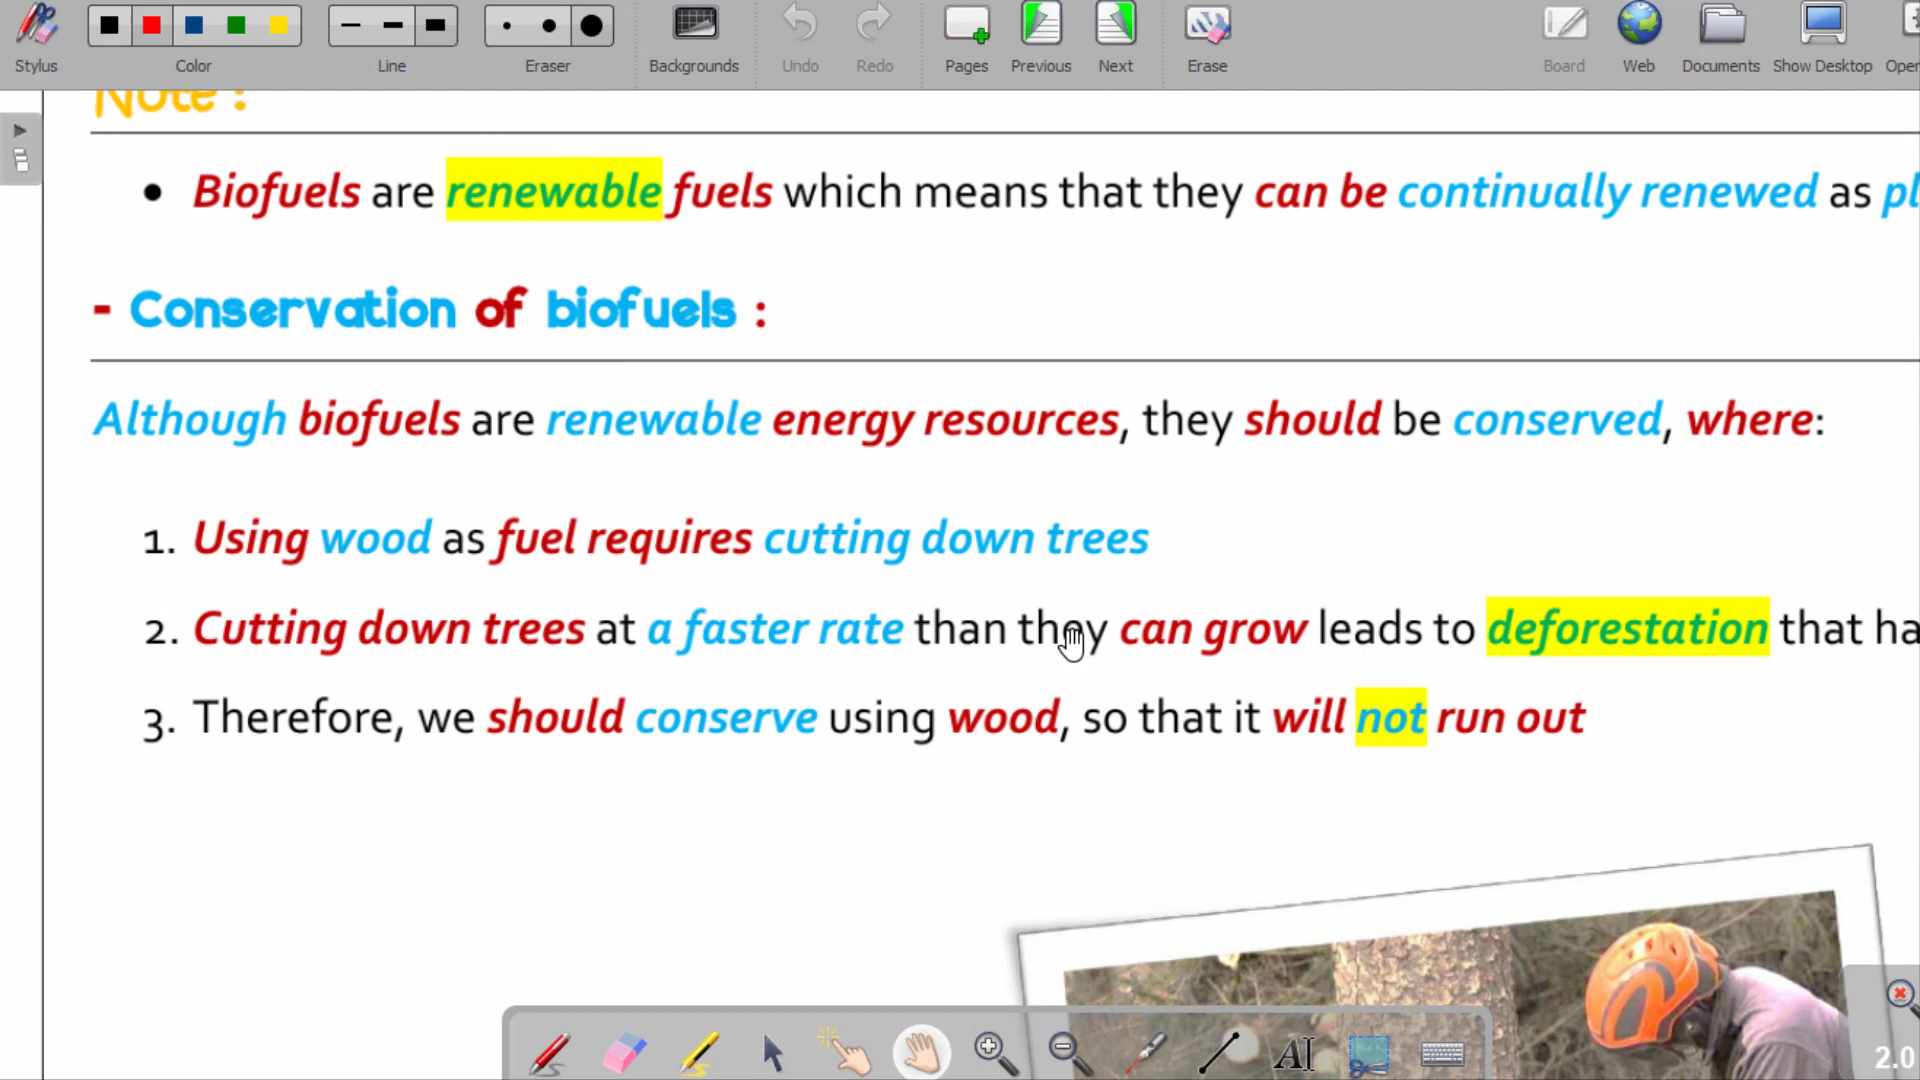 Stylus
Color
Line
Eraser
Backgrounds
Undo
Redo
Pages
Previous
Next
Erase
Board
Web
Documents
Show Desktop
Note :
• Biofuels are renewable fuels which means that they can be continually renewed as
- Conservation of biofuels :
Although biofuels are renewable energy resources, they should be conserved, where:
1. Using wood as fuel requires cutting down trees
2. Cutting down trees at a faster rate than they can grow leads to deforestation that
3. Therefore, we should conserve using wood, so that it will not run out
AI
2.0